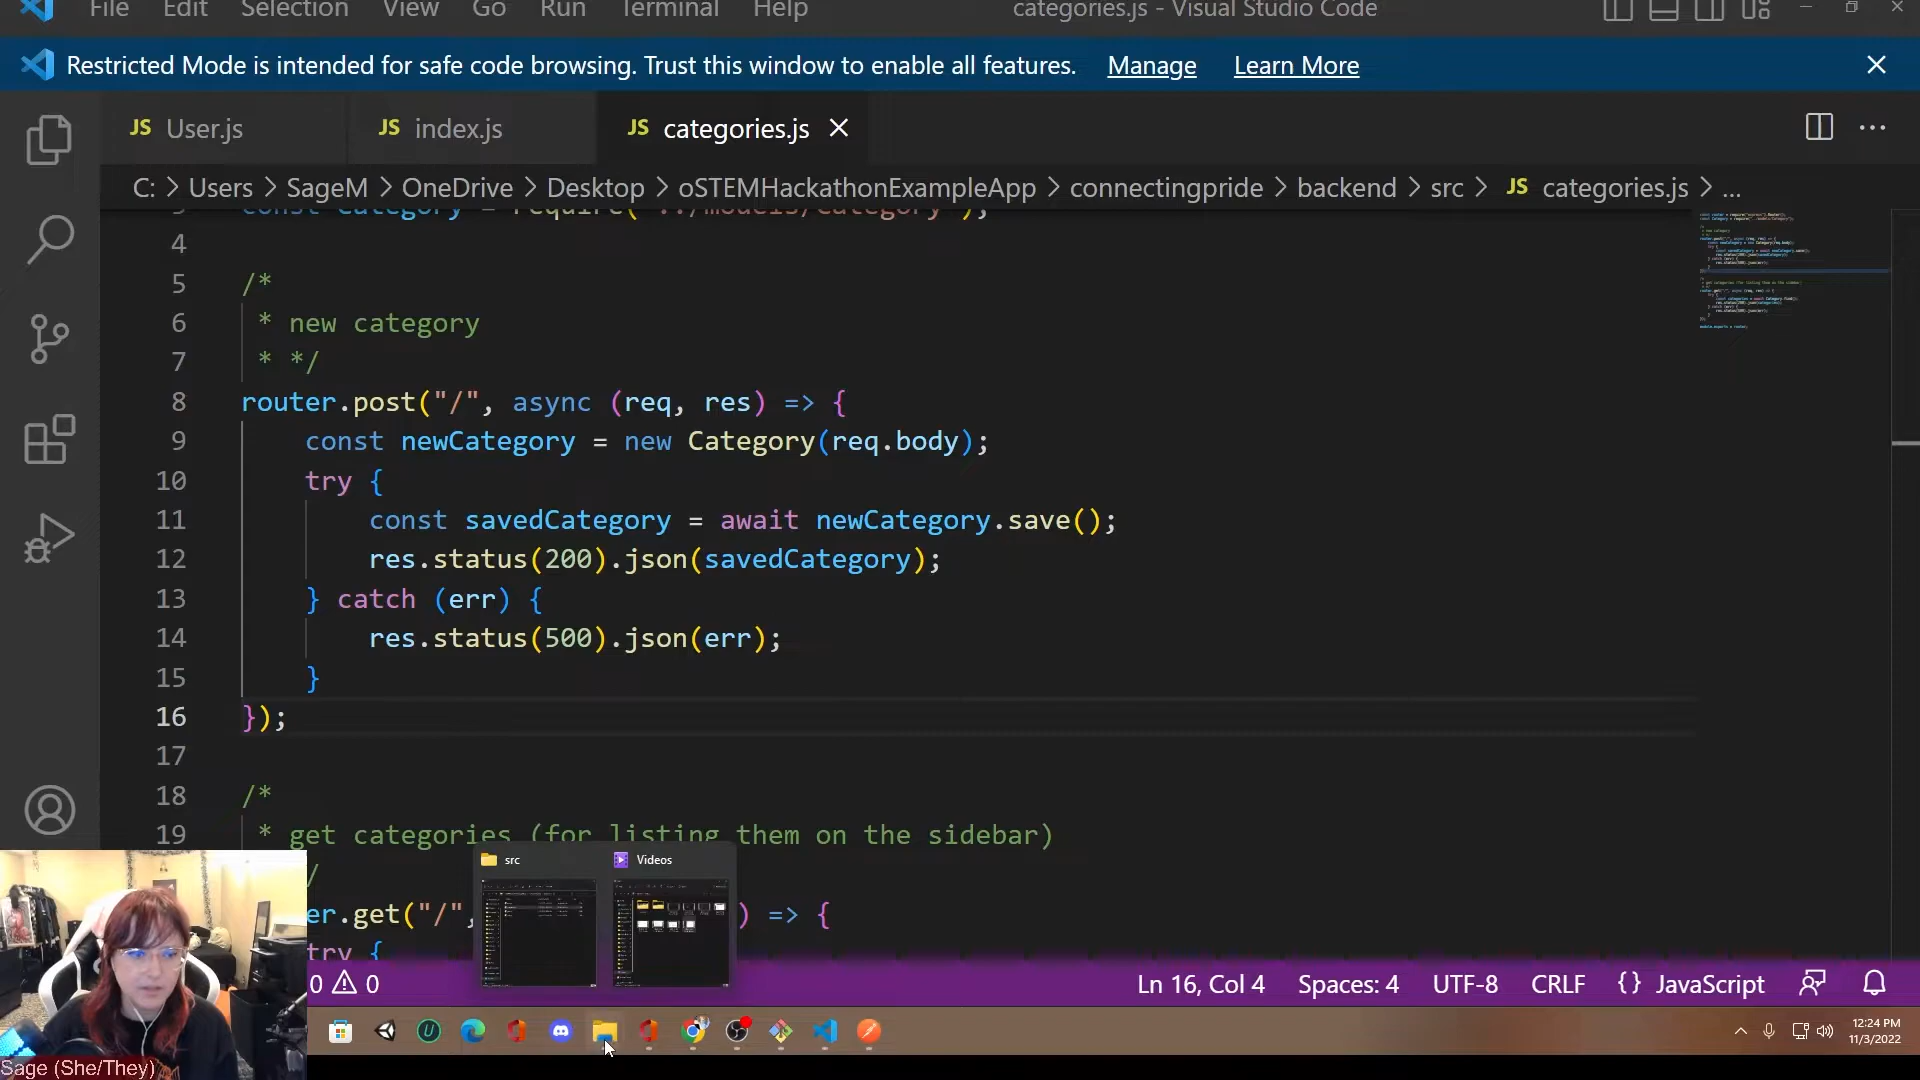 File Edit Selection View Go Run Terminal Help categories.js - Visual Studio Code
Restricted Mode is intended for safe code browsing. Trust this window to enable all features. Manage Learn More
JS User.js JS index.js JS categories.js
C: > Users > SageM > OneDrive > Desktop > oSTEMHackathonExampleApp > connectingpride > backend > src > JS categories.js > ...
const Category = require("../models/Category");
4
5 /*
6 * new category
7 * */
8 router.post("/", async (req, res) => {
9 const newCategory = new Category(req.body);
10 try {
11 const savedCategory = await newCategory.save();
12 res.status(200).json(savedCategory);
13 } catch (err) {
14 res.status(500).json(err);
15 }
16 });
17
18 /*
19 * get categories (for listing them on the sidebar)
/
er.get("/", ) => {
try {
src Videos
0 0 Ln 16, Col 4 Spaces: 4 UTF-8 CRLF {} JavaScript
12:24 PM
11/3/2022
Sage (She/They)